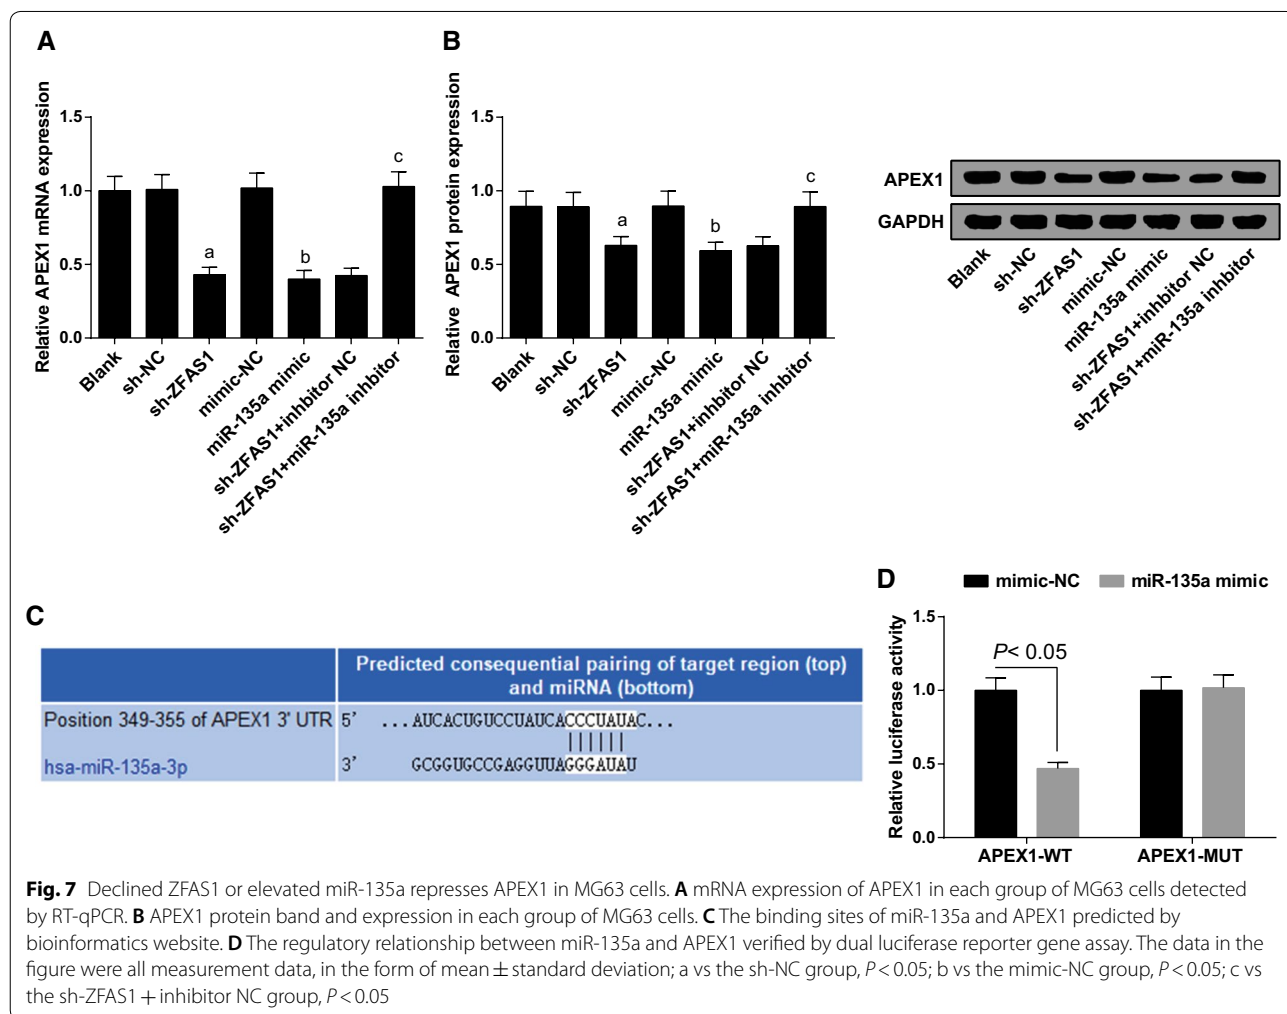 A
Relative APEX1 mRNA expression
1.5
1.0
0.5
0.0
a
b
c
Blank
sh-NC
sh-ZFAS1
mimic-NC
miR-135a mimic
sh-ZFAS1+inhbitor NC
sh-ZFAS1+miR-135a inhibitor
B
Relative APEX1 protein expression
1.5
1.0
0.5
0.0
a
b
c
Blank
sh-NC
sh-ZFAS1
mimic-NC
miR-135a mimic
sh-ZFAS1+inhbitor NC
sh-ZFAS1+miR-135a inhibitor
APEX1
GAPDH
Blank
sh-NC
sh-ZFAS1
mimic-NC
miR-135a mimic
sh-ZFAS1+inhbitor NC
sh-ZFAS1+miR-135a inhbitor
C
Predicted consequential pairing of target region (top)
and miRNA (bottom)
Position 349-355 of APEX1 3' UTR 5' ...AUCACUGUCCUAUCACCCUAUAC...
hsa-miR-135a-3p 3' GCGGUGCCGAGGUUAGGGAUAU
D
mimic-NC miR-135a mimic
Relative luciferase activity
1.5
1.0
0.5
0.0
P< 0.05
APEX1-WT APEX1-MUT
Fig. 7 Declined ZFAS1 or elevated miR-135a represses APEX1 in MG63 cells. A mRNA expression of APEX1 in each group of MG63 cells detected
by RT-qPCR. B APEX1 protein band and expression in each group of MG63 cells. C The binding sites of miR-135a and APEX1 predicted by
bioinformatics website. D The regulatory relationship between miR-135a and APEX1 verified by dual luciferase reporter gene assay. The data in the
figure were all measurement data, in the form of mean ± standard deviation; a vs the sh-NC group, P < 0.05; b vs the mimic-NC group, P < 0.05; c vs
the sh-ZFAS1 + inhibitor NC group, P < 0.05